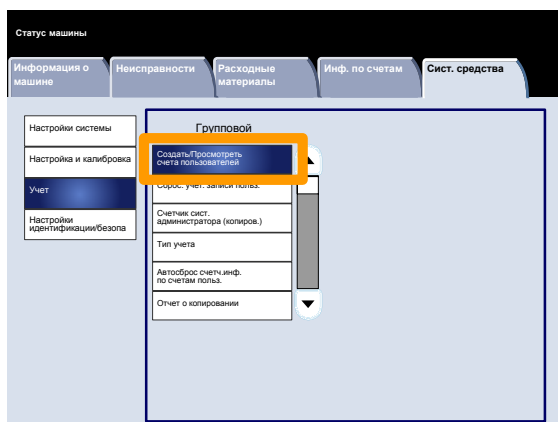 Статус машины
Информация о
машине
Неисправности
Расходные
материалы
Инф. по счетам
Сист. средства
Настройки системы
Настройка и калибровка
Учет
Настройки
идентификации/безопа
Групповой
Создать/Просмотреть
счета пользователей
учет. записи польз.
Счетчик сист.
администратора (копиров.)
Тип учета
Автосброс счетч.инф.
по счетам польз.
Отчет о копировании